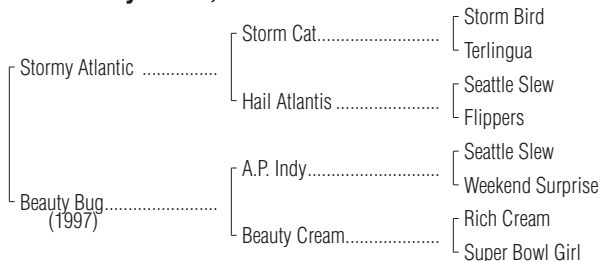 Storm Bird
Storm Cat........................
Terlingua
Stormy Atlantic ...............
Seattle Slew
Hail Atlantis ....................
Flippers
Seattle Slew
A.P. Indy..........................
Weekend Surprise
Beauty Bug......................
(1997)
Rich Cream
Beauty Cream..................
Super Bowl Girl